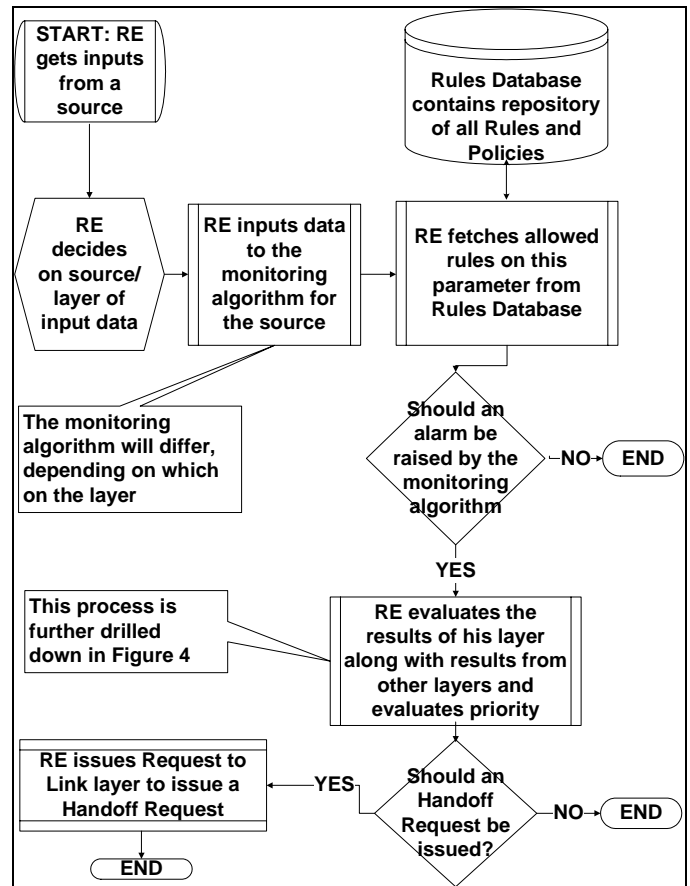 START: RE
gets inputs
from a
source
Rules Database
contains repository
of all Rules and
Policies
RE
decides
on source/
layer of
input data
RE inputs data
to the
monitoring
algorithm for
the source
RE fetches allowed
rules on this
parameter from
Rules Database
The monitoring
algorithm will differ,
depending on which
on the layer
Should an
alarm be
raised by the
monitoring
algorithm
NO
END
YES
This process is
further drilled
down in Figure 4
RE evaluates the
results of his layer
along with results from
other layers and
evaluates priority
RE issues Request to
Link layer to issue a
Handoff Request
YES
Should an
Handoff
Request be
issued?
NO
END
END